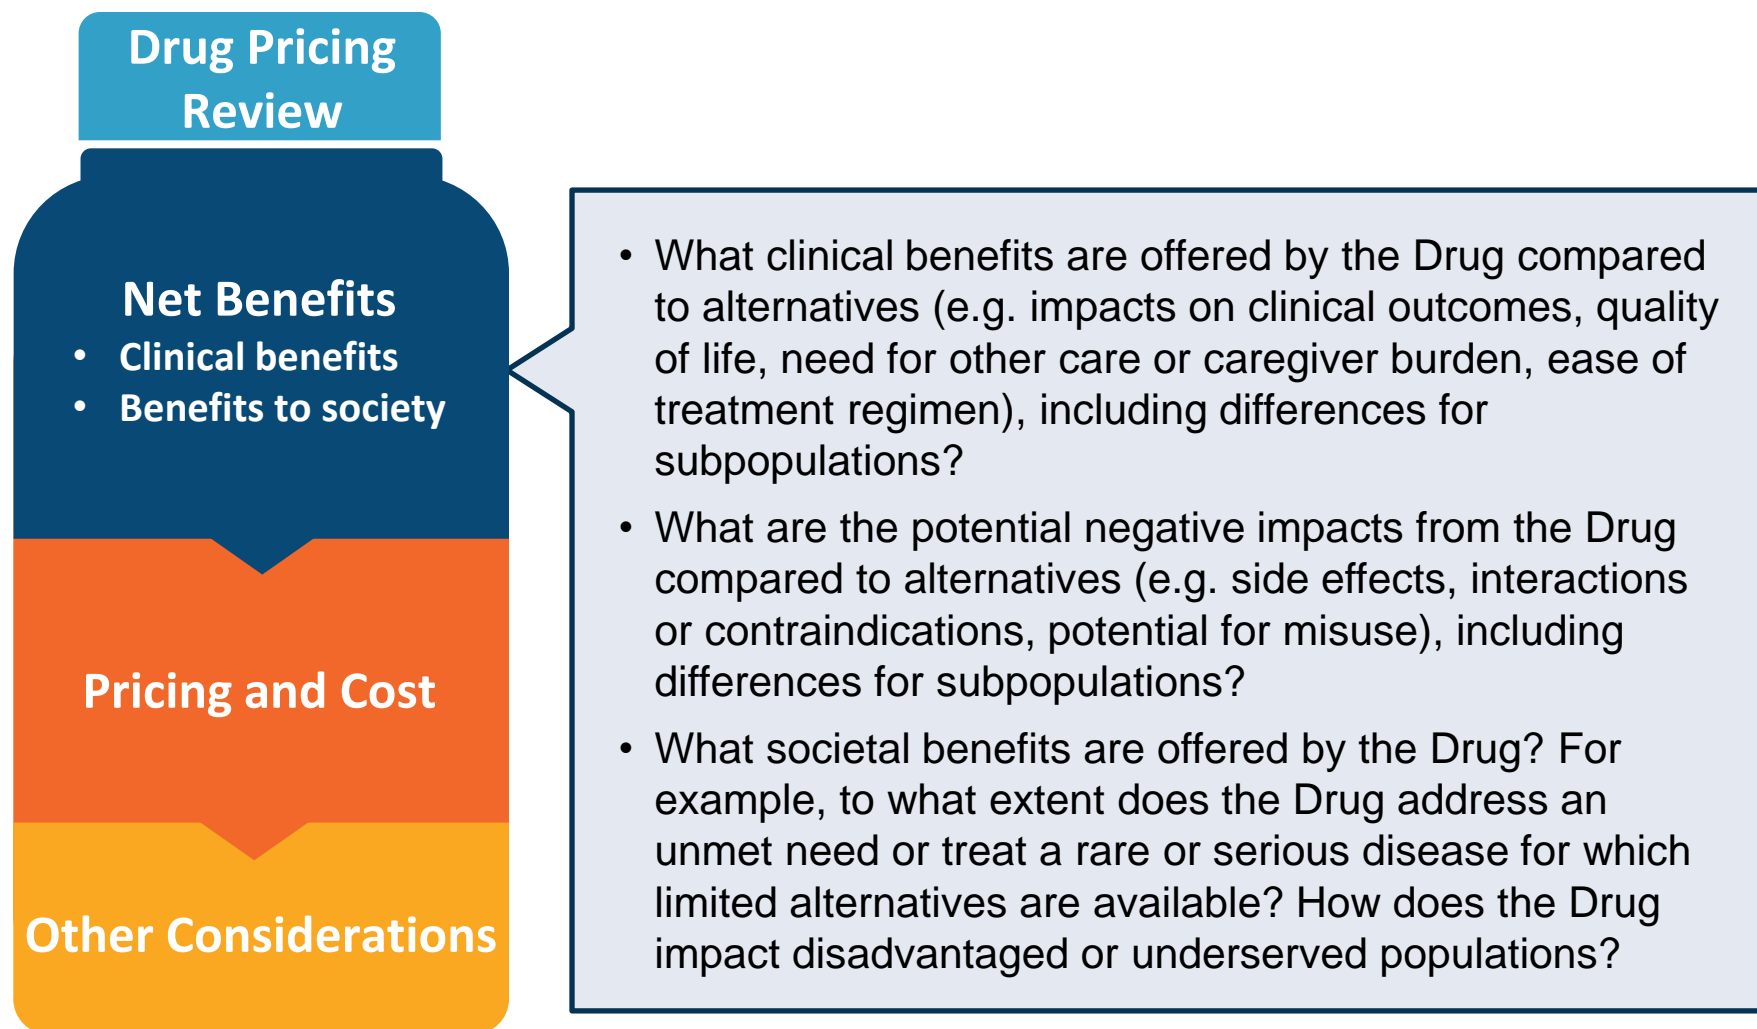 Drug Pricing
Review
Net Benefits
• Clinical benefits
• Benefits to society
Pricing and Cost
Other Considerations
• What clinical benefits are offered by the Drug compared
to alternatives (e.g. impacts on clinical outcomes, quality
of life, need for other care or caregiver burden, ease of
treatment regimen), including differences for
subpopulations?
• What are the potential negative impacts from the Drug
compared to alternatives (e.g. side effects, interactions
or contraindications, potential for misuse), including
differences for subpopulations?
• What societal benefits are offered by the Drug? For
example, to what extent does the Drug address an
unmet need or treat a rare or serious disease for which
limited alternatives are available? How does the Drug
impact disadvantaged or underserved populations?